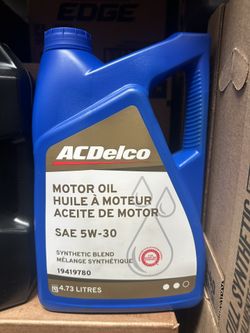 EDGE
ACDelco
MOTOR OIL
HUILE À MOTEUR
ACEITE DE MOTOR
SAE 5W-30
SYNTHETIC BLEND
MÉLANGE SYNTHÉTIQUE
19419780
4.73 LITRES